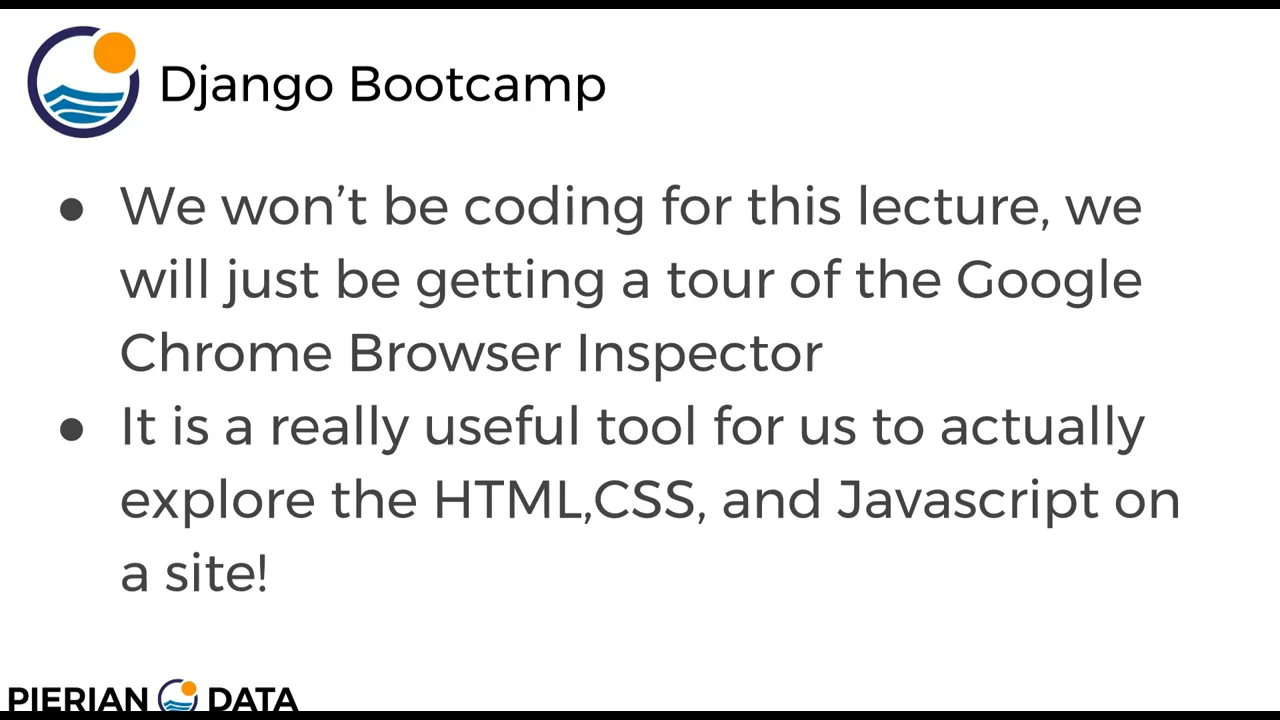 Django Bootcamp
● We won’t be coding for this lecture, we
will just be getting a tour of the Google
Chrome Browser Inspector
● It is a really useful tool for us to actually
explore the HTML,CSS, and Javascript on
a site!
PIERIAN DATA